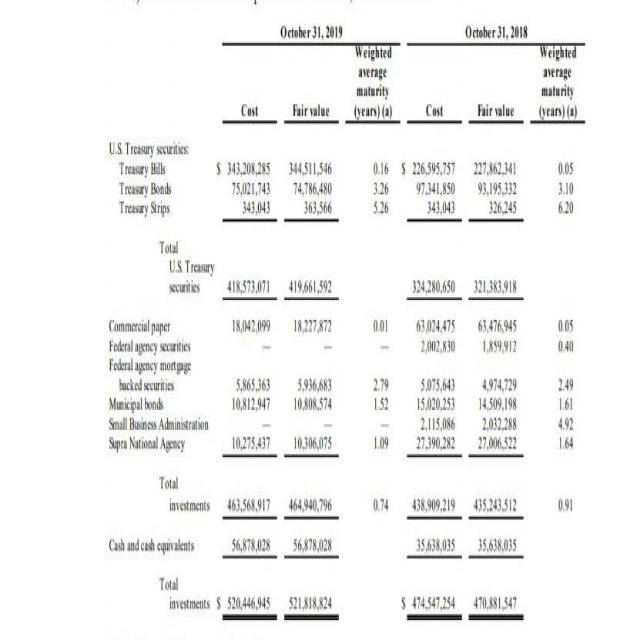 October 31, 2019 October 31, 2018
Weighted Weighted
average average
maturity maturity
Cost Fair value (years) (a) Cost Fair value (years) (a)
U.S. Treasury securities:
Treasury Bills $ 343,208,285 344,511,546 0.16 $ 226,595,757 227,862,341 0.05
Treasury Bonds 75,021,743 74,786,480 3.26 97,341,850 93,195,332 3.10
Treasury Strips 343,043 363,566 5.26 343,043 326,245 6.20
Total
U.S. Treasury
securities 418,573,071 419,661,592 324,280,650 321,383,918
Commercial paper 18,042,099 18,227,872 0.01 63,024,475 63,476,945 0.05
Federal agency securities — — — 2,002,830 1,859,912 0.40
Federal agency mortgage
backed securities 5,865,363 5,936,683 2.79 5,075,643 4,974,729 2.49
Municipal bonds 10,812,947 10,808,574 1.52 15,020,253 14,509,198 1.61
Small Business Administration — — — 2,115,086 2,032,288 4.92
Supra National Agency 10,275,437 10,306,075 1.09 27,390,282 27,006,522 1.64
Total
investments 463,568,917 464,940,796 0.74 438,909,219 435,243,512 0.91
Cash and cash equivalents 56,878,028 56,878,028 35,638,035 35,638,035
Total
investments $ 520,446,945 521,818,824 $ 474,547,254 470,881,547